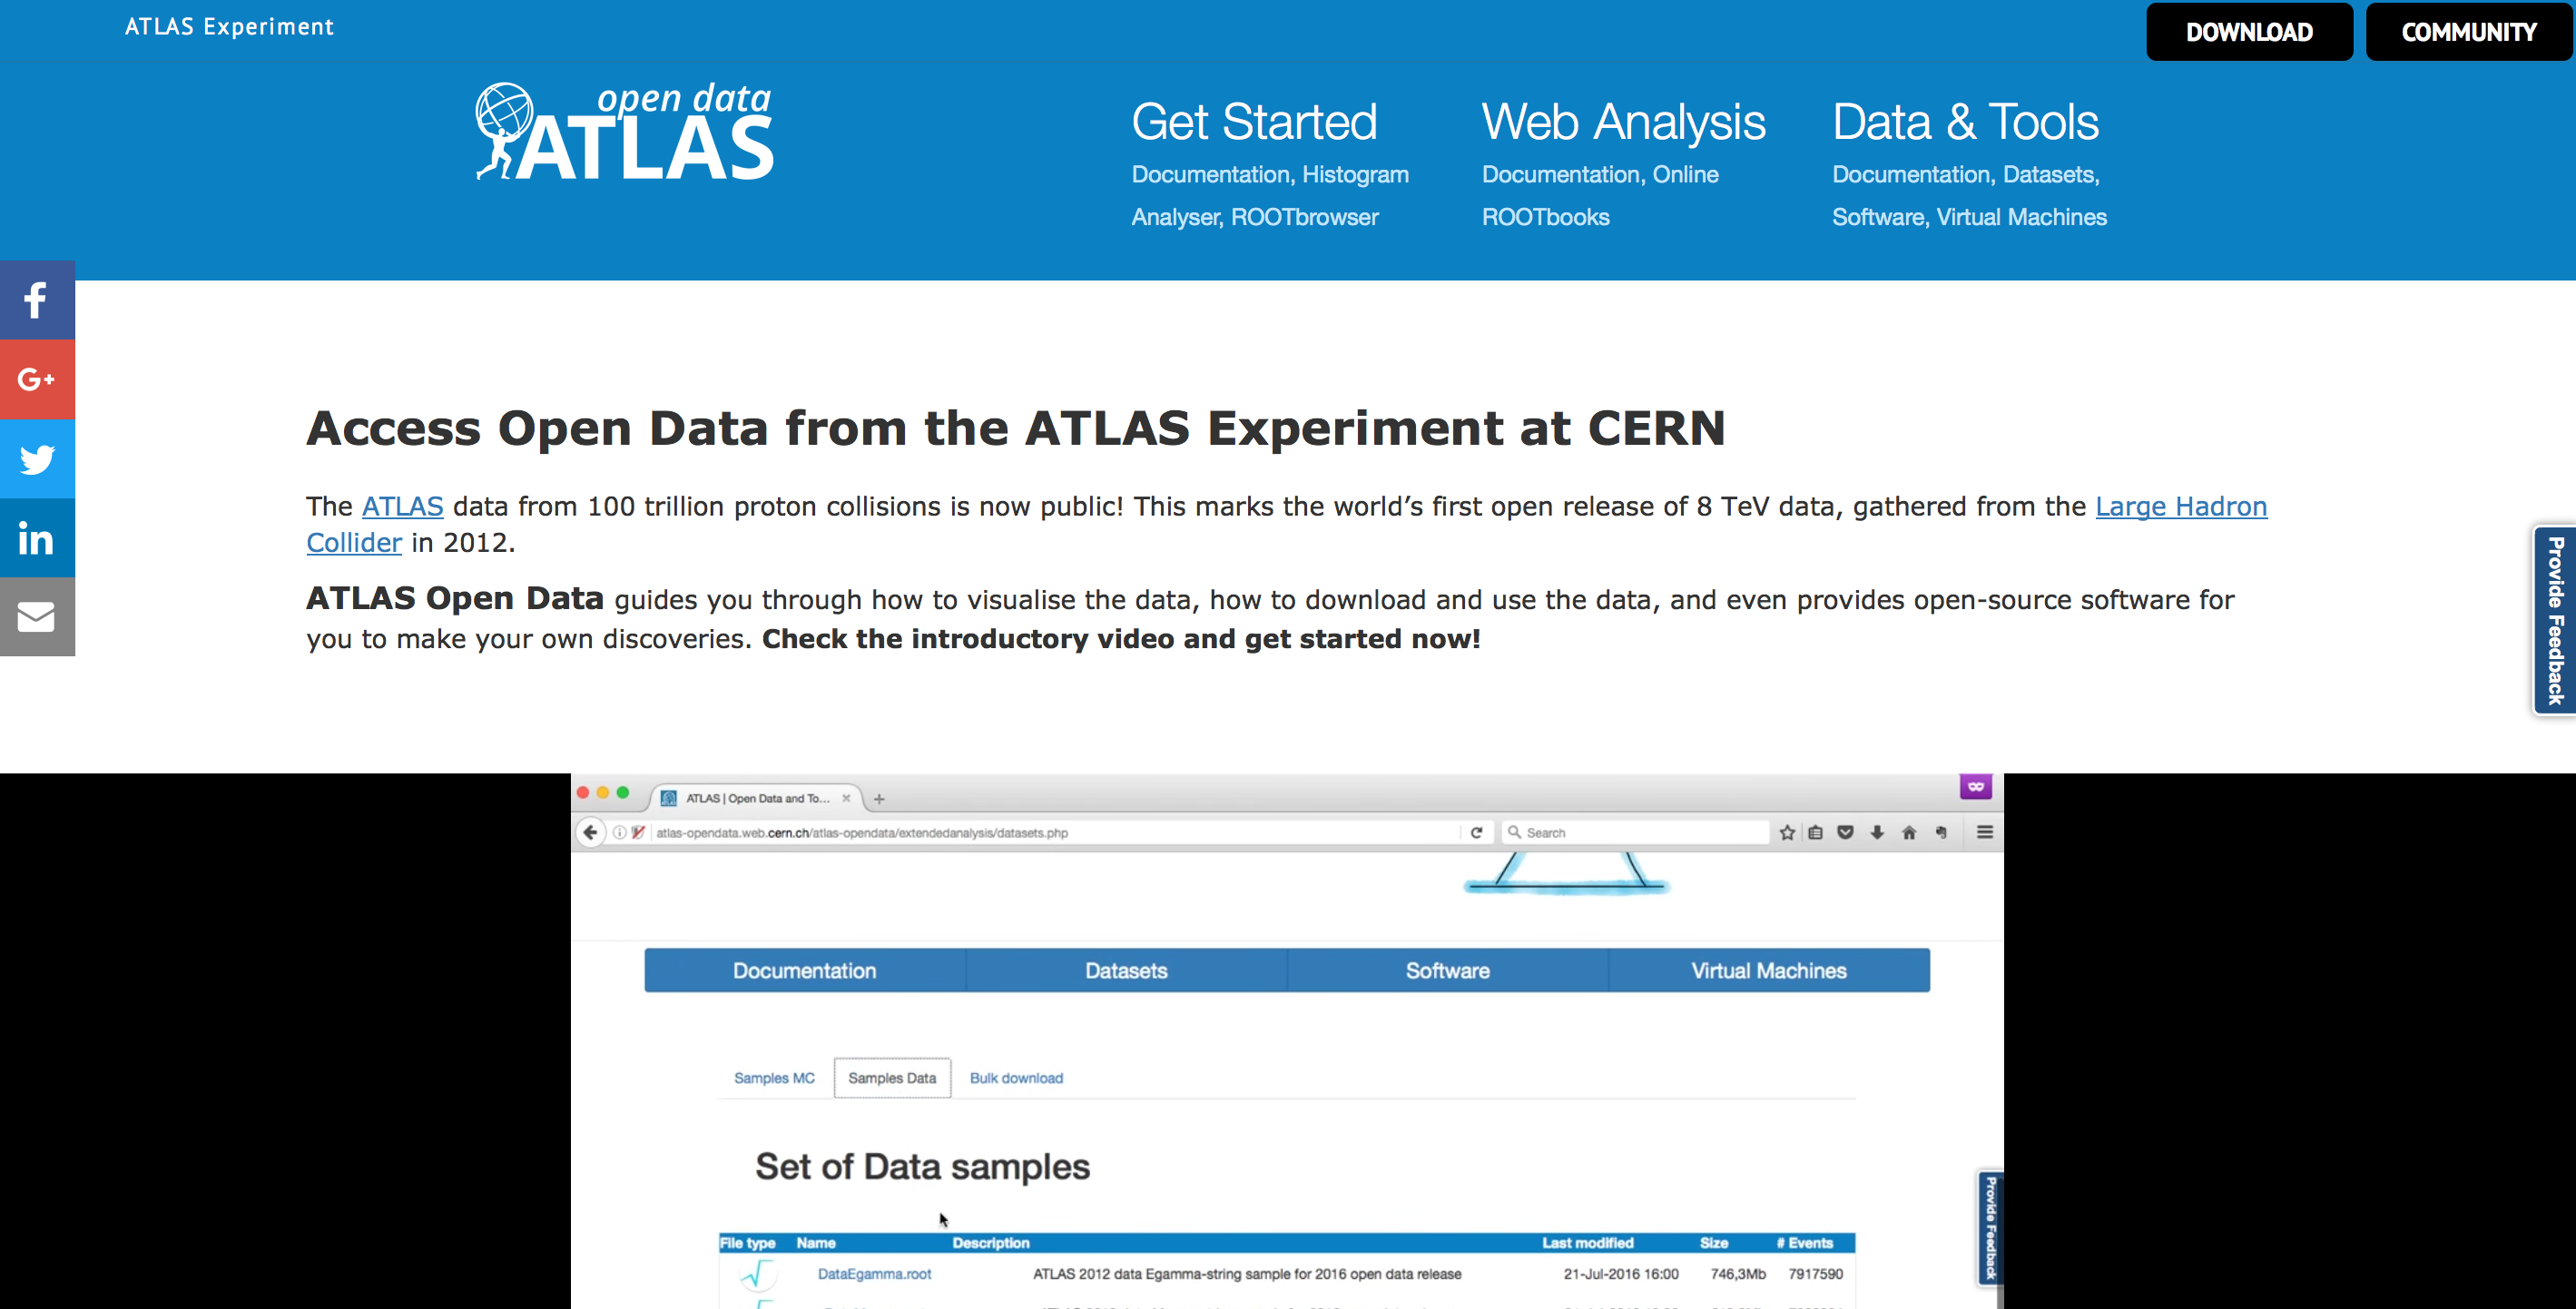 ATLAS Experiment
DOWNLOAD
COMMUNITY
open data
ATLAS
Get Started
Documentation, Histogram
Analyser, ROOTbrowser
Web Analysis
Documentation, Online
ROOTbooks
Data & Tools
Documentation, Datasets,
Software, Virtual Machines
f
G+
in
Access Open Data from the ATLAS Experiment at CERN
The ATLAS data from 100 trillion proton collisions is now public! This marks the world’s first open release of 8 TeV data, gathered from the Large Hadron
Collider in 2012.
ATLAS Open Data guides you through how to visualise the data, how to download and use the data, and even provides open-source software for
you to make your own discoveries. Check the introductory video and get started now!
Provide Feedback
ATLAS | Open Data and To...
atlas-opendata.web.cern.ch/atlas-opendata/extendedanalysis/datasets.php
Search
Documentation
Datasets
Software
Virtual Machines
Samples MC
Samples Data
Bulk download
Set of Data samples
Provide Feedback
File type Name Description Last modified Size # Events
DataEgamma.root ATLAS 2012 data Egamma-string sample for 2016 open data release 21-Jul-2016 16:00 746,3Mb 7917590